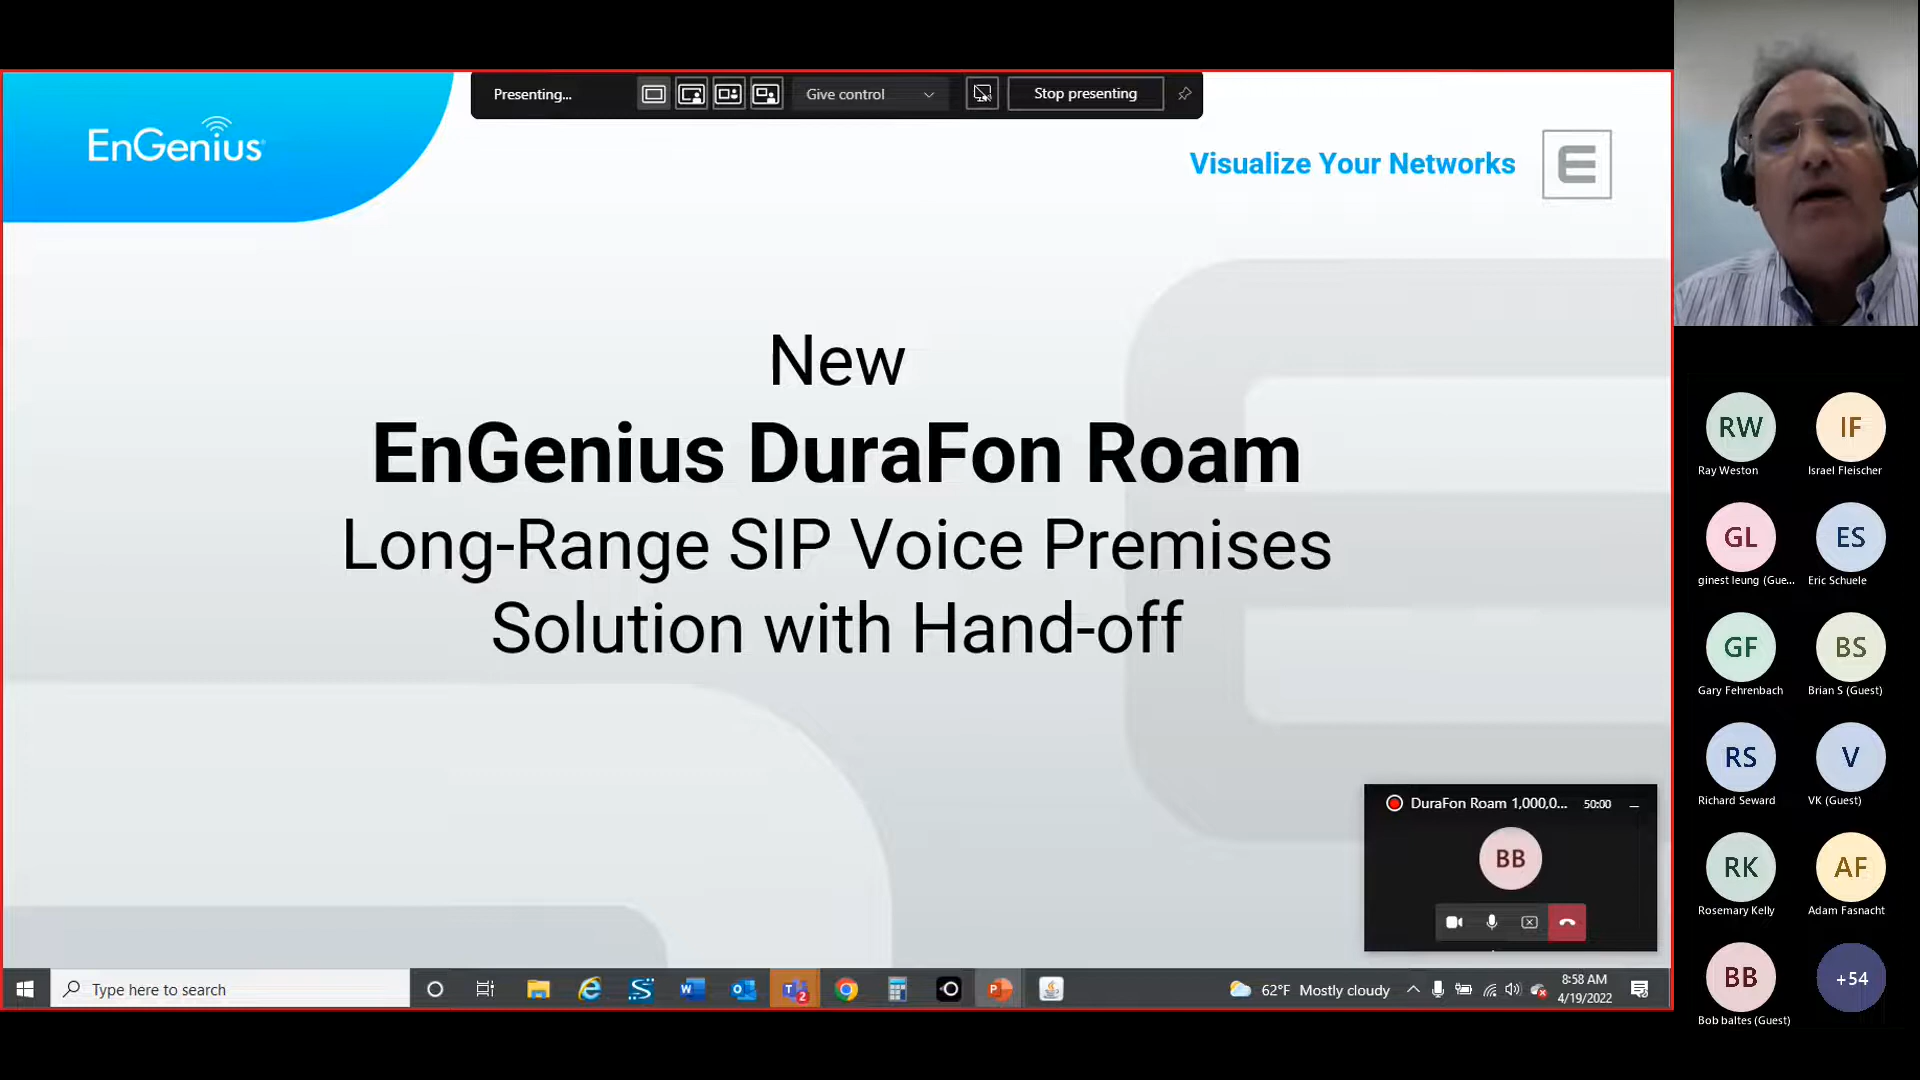 Presenting...
Give control
Stop presenting
EnGenius
Visualize Your Networks
E
New
EnGenius DuraFon Roam
Long-Range SIP Voice Premises
Solution with Hand-off
DuraFon Roam 1,000,0...
50:00
BB
Type here to search
2
62°F Mostly cloudy
8:58 AM
4/19/2022
RW
Ray Weston
IF
Israel Fleischer
GL
ginest leung (Gue...
ES
Eric Schuele
GF
Gary Fehrenbach
BS
Brian S (Guest)
RS
Richard Seward
V
VK (Guest)
RK
Rosemary Kelly
AF
Adam Fasnacht
BB
Bob baltes (Guest)
+54